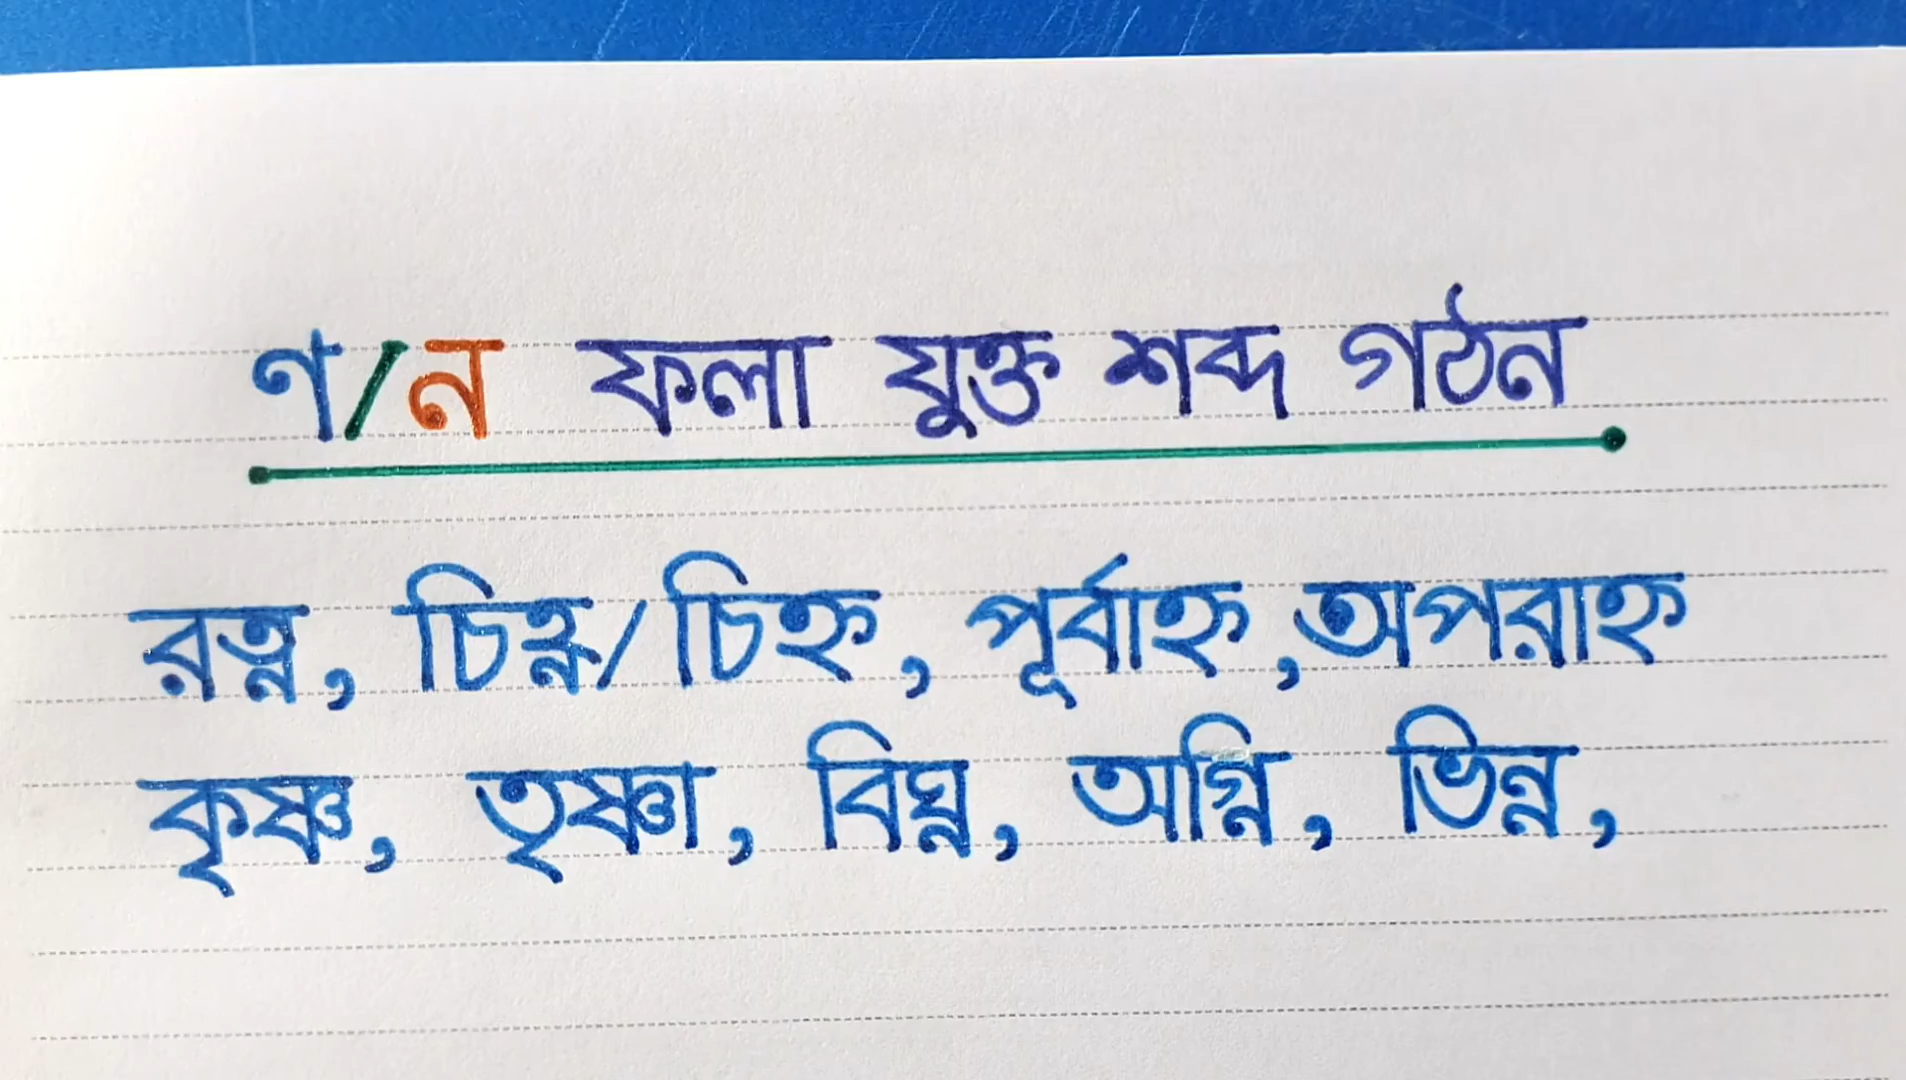 ণ/ন ফলা যুক্ত শব্দ গঠন
রত্ন, চিহ্ন/চিহ্ন, পূর্বাহ্ন, অপরাহ্ন
কৃষ্ণ, তৃষ্ণা, বিঘ্ন, অগ্নি, ভিন্ন,